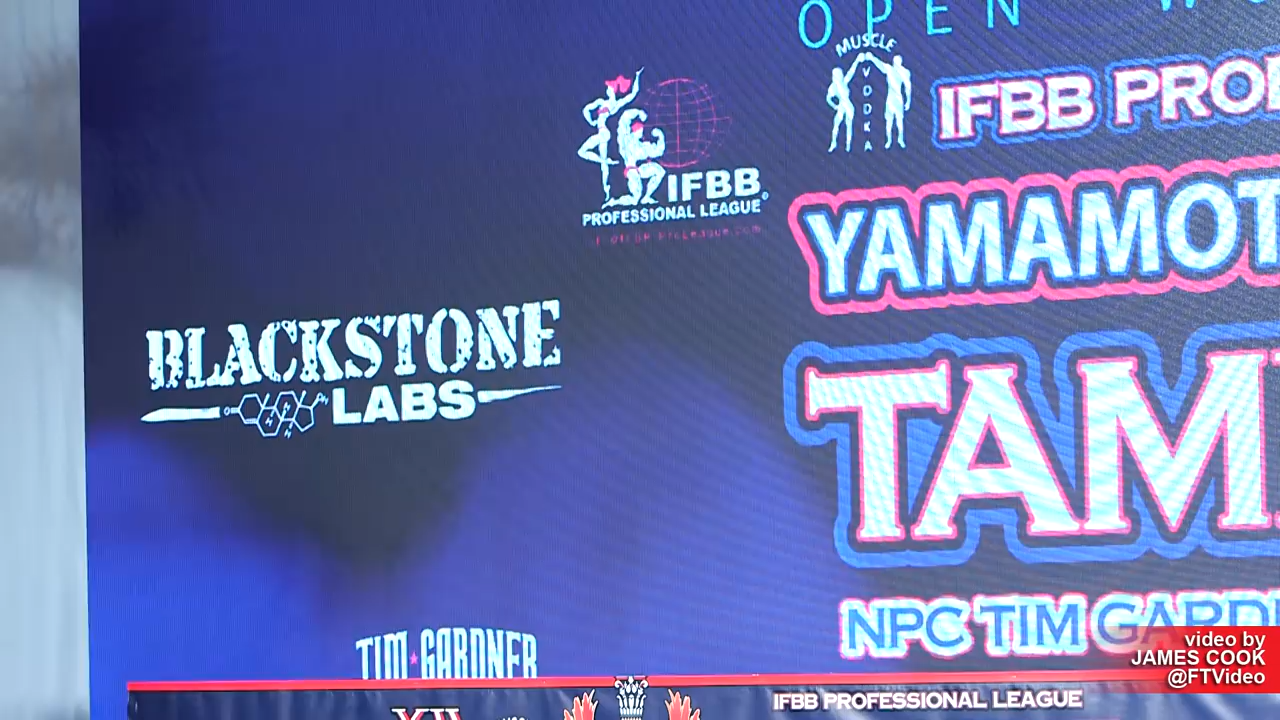 OPEN
MUSCLE
VODKA
IFBB PRO
IFBB
PROFESSIONAL LEAGUE
YAMAMOT
BLACKSTONE
LABS
TAM
NPC TIM GARD
TIM GARDNER
video by
JAMES COOK
@FTVideo
IFBB PROFESSIONAL LEAGUE
XII